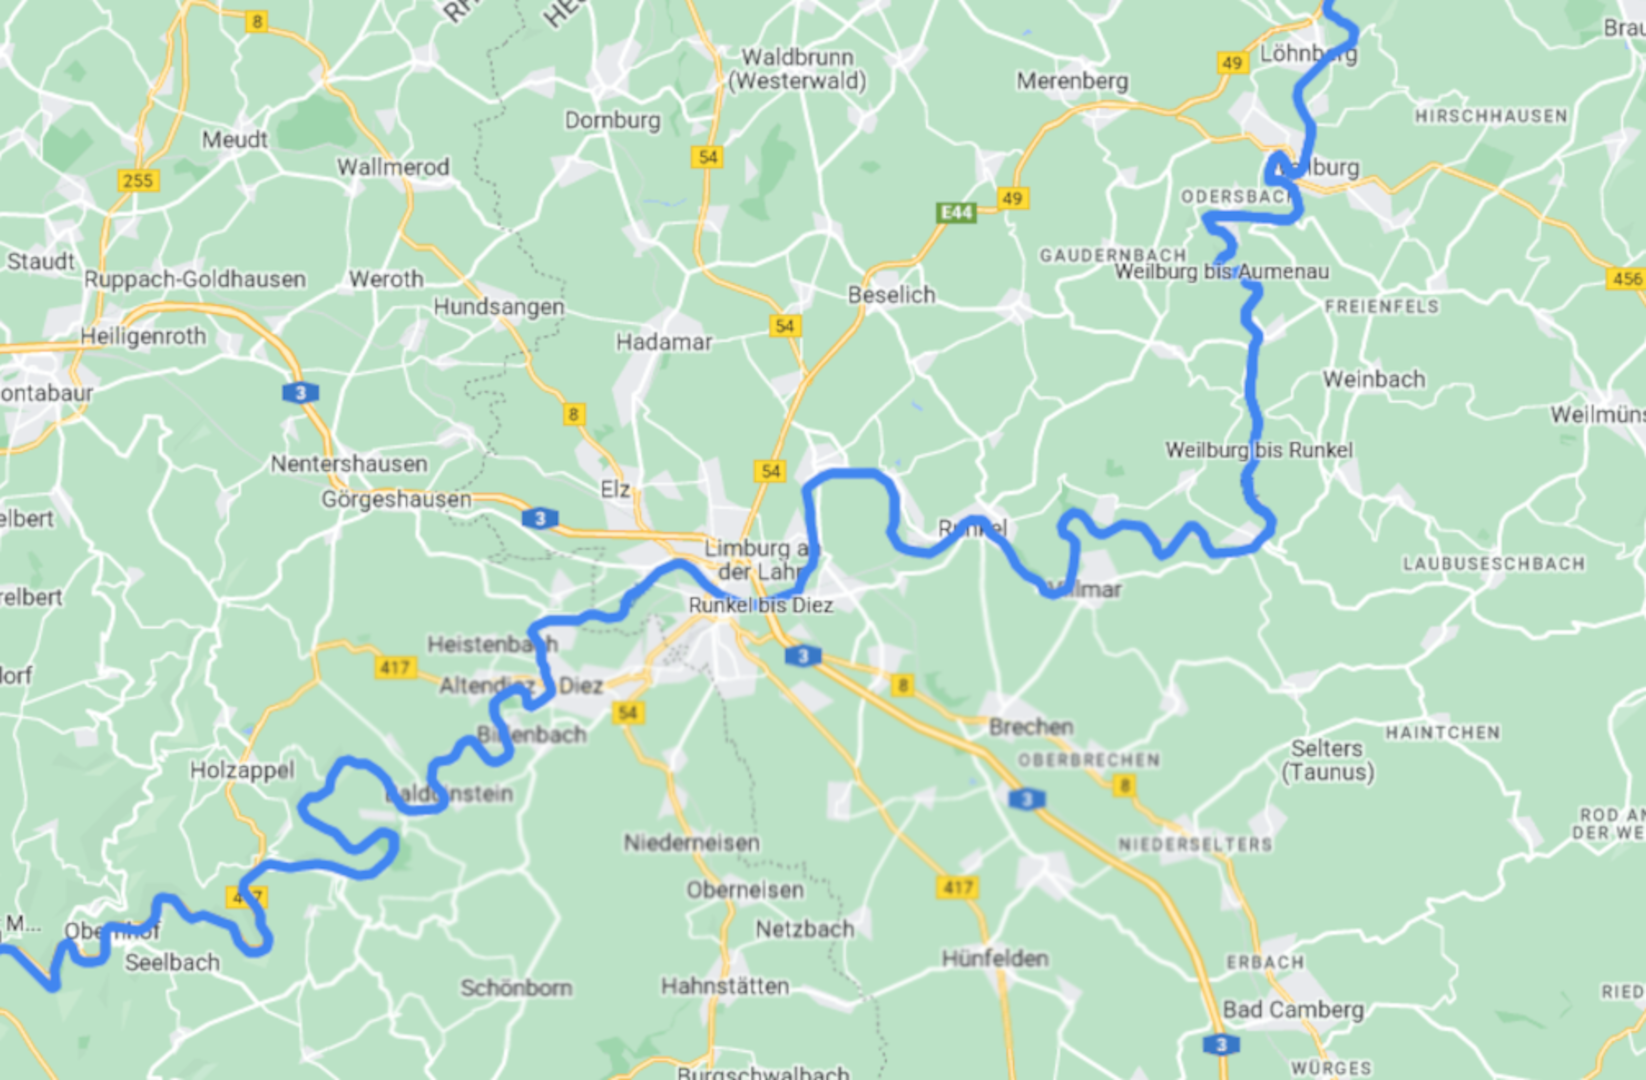 8
Waldbrunn
(Westerwald)
49
Löhnberg
Merenberg
Dornburg
HIRSCHHAUSEN
Meudt
Wallmerod
54
255
49
E44
ODERSBACH
Staudt
Ruppach-Goldhausen
Weroth
GAUDERNBACH
Weilburg bis Aumenau
456
Beselich
FREIENFELS
Hundsangen
54
Heiligenroth
Hadamar
ontabaur
3
Weinbach
8
Weilmüns
Weilburg bis Runkel
Nentershausen
54
Elz
Görgeshausen
3
elbert
Runkel
Limburg an
der Lahn
LAUBUSESCHBACH
relbert
Villmar
Runkel bis Diez
Heistenbach
417
3
dorf
Altendiez
Diez
8
54
Birlenbach
Brechen
HAINTCHEN
OBERBRECHEN
Selters
(Taunus)
Holzappel
Balduinstein
3
8
ROD AN
DER WE
Niederneisen
NIEDERSELTERS
Oberneisen
417
417
M...
Obernhof
Netzbach
Seelbach
Hünfelden
ERBACH
Schönborn
Hahnstätten
RIED
Bad Camberg
3
WÜRGES
Burgschwalbach